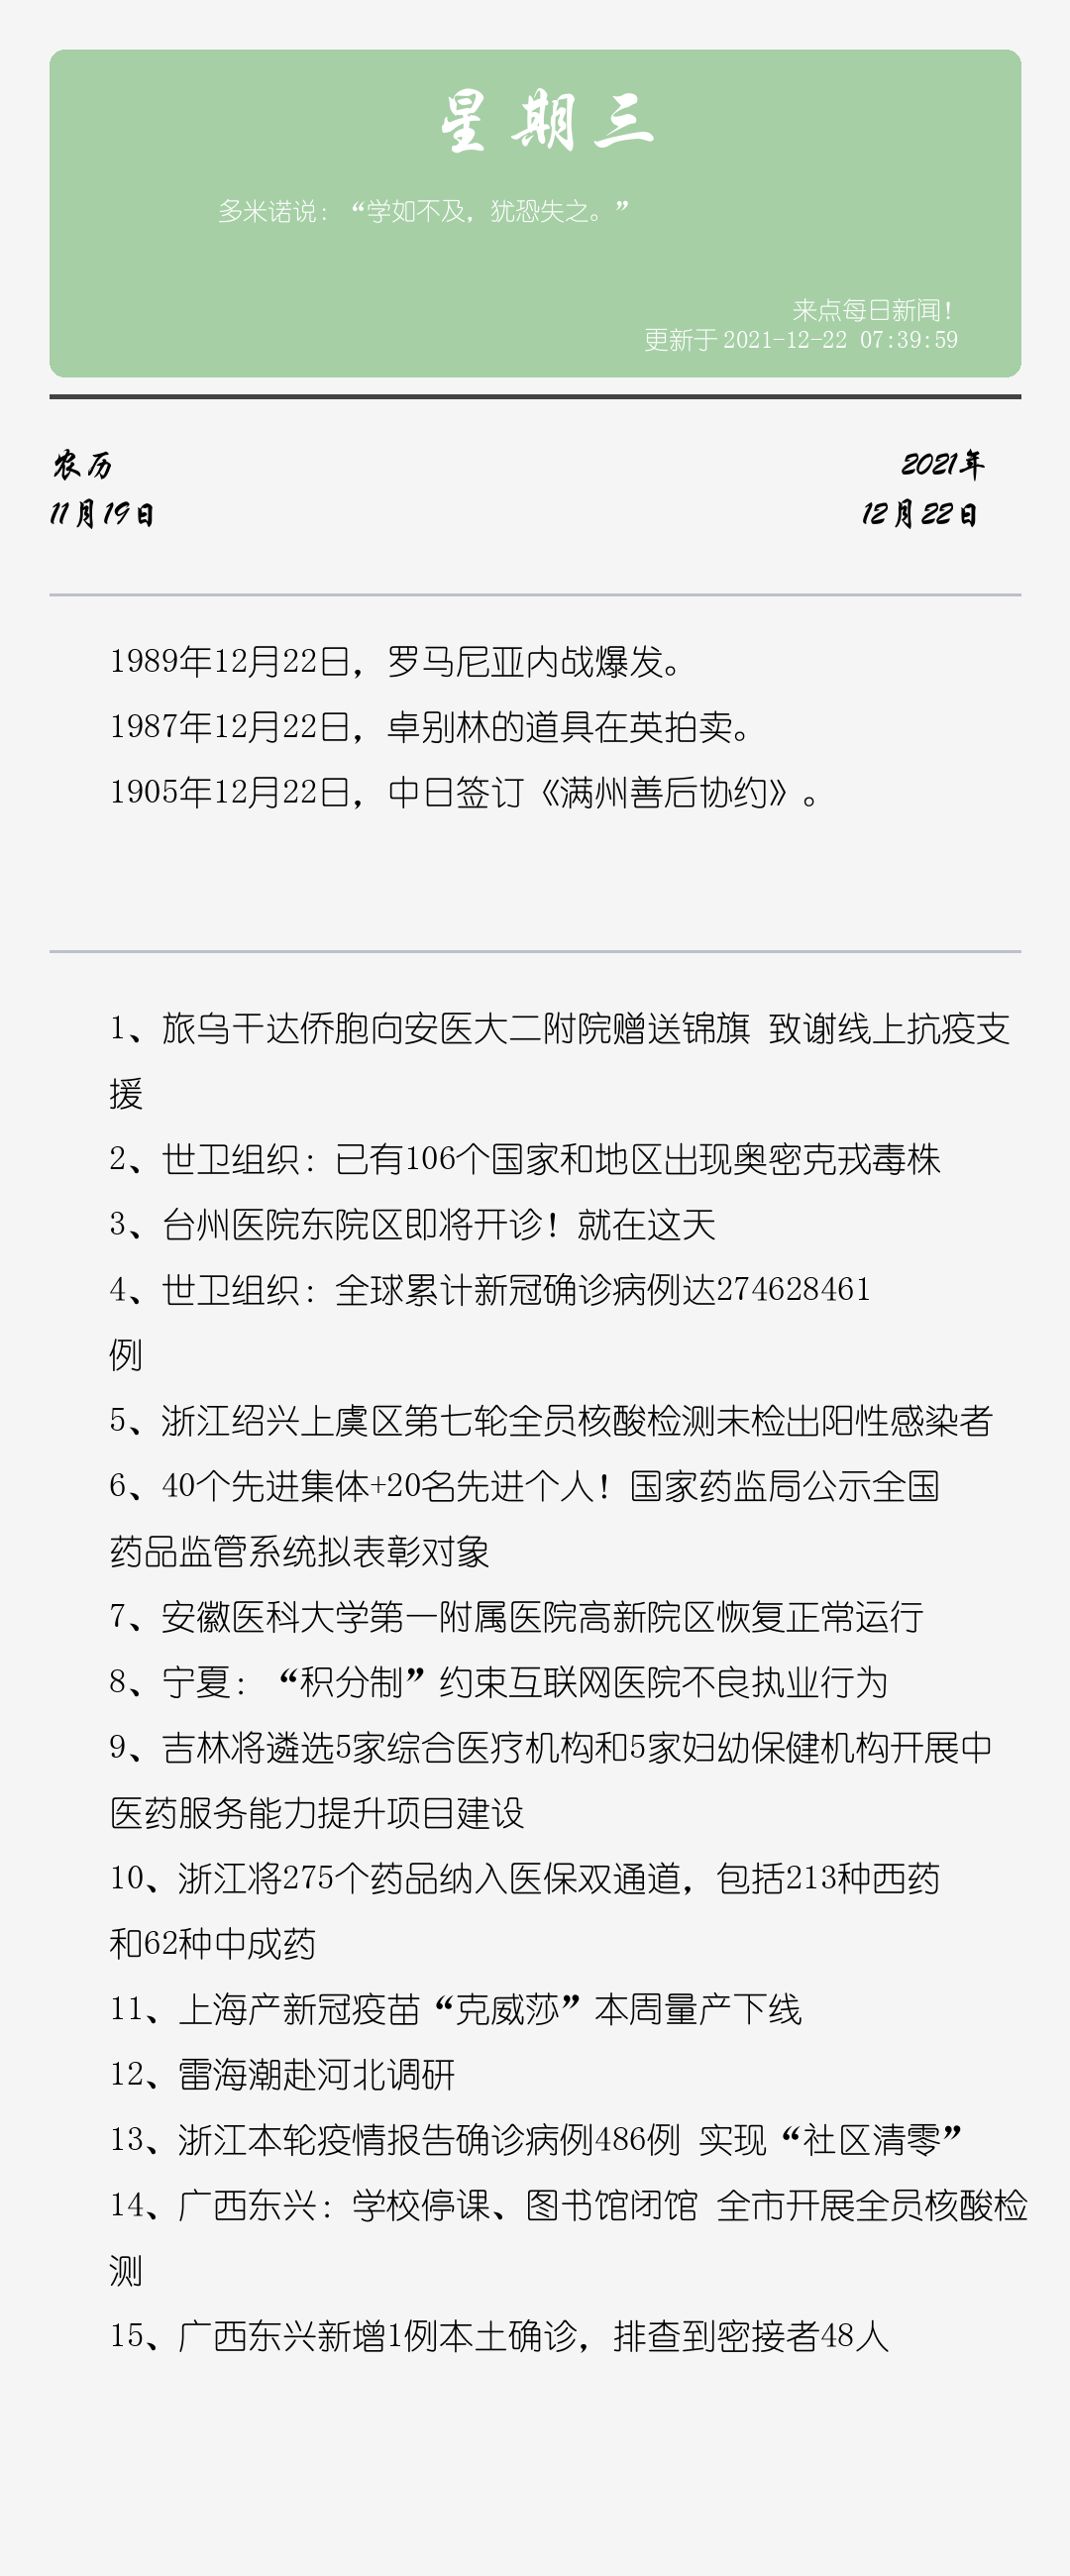 星期三
多米诺说：“学如不及，犹恐失之。”
来点每日新闻！
更新于 2021-12-22 07:39:59
农历
2021年
11月19日
12月22日
1989年12月22日，罗马尼亚内战爆发。
1987年12月22日，卓别林的道具在英拍卖。
1905年12月22日，中日签订《满州善后协约》。
1、旅乌干达侨胞向安医大二附院赠送锦旗 致谢线上抗疫支
援
2、世卫组织：已有106个国家和地区出现奥密克戎毒株
3、台州医院东院区即将开诊！就在这天
4、世卫组织：全球累计新冠确诊病例达274628461
例
5、浙江绍兴上虞区第七轮全员核酸检测未检出阳性感染者
6、40个先进集体+20名先进个人！国家药监局公示全国
药品监管系统拟表彰对象
7、安徽医科大学第一附属医院高新院区恢复正常运行
8、宁夏：“积分制”约束互联网医院不良执业行为
9、吉林将遴选5家综合医疗机构和5家妇幼保健机构开展中
医药服务能力提升项目建设
10、浙江将275个药品纳入医保双通道，包括213种西药
和62种中成药
11、上海产新冠疫苗“克威莎”本周量产下线
12、雷海潮赴河北调研
13、浙江本轮疫情报告确诊病例486例 实现“社区清零”
14、广西东兴：学校停课、图书馆闭馆 全市开展全员核酸检
测
15、广西东兴新增1例本土确诊，排查到密接者48人